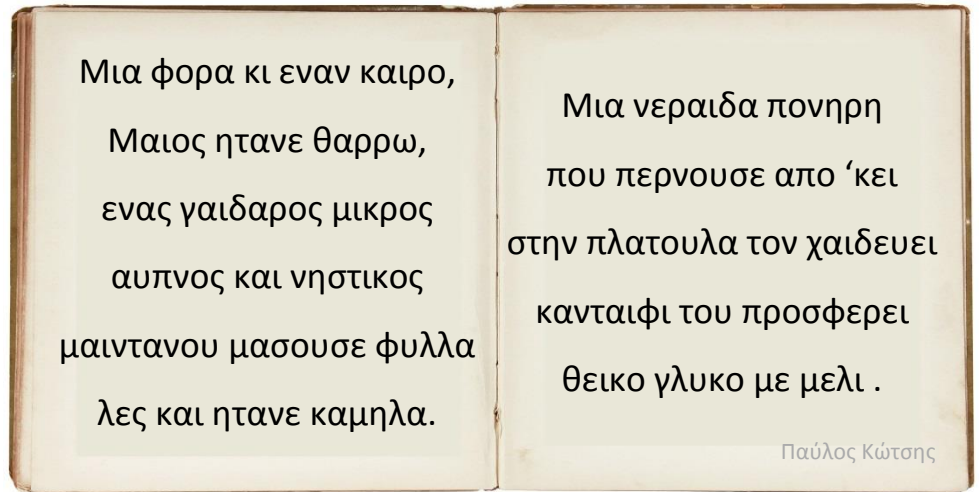 Μια φορα κι εναν καιρο,
Μαιος ητανε θαρρω,
ενας γαιδαρος μικρος
αυπνος και νηστικος
μαιντανου μασουσε φυλλα
λες και ητανε καμηλα.
Μια νεραιδα πονηρη
που περνουσε απο ‘κει
στην πλατουλα τον χαιδευει
κανταιφι του προσφερει
θεικο γλυκο με μελι .
Παύλος Κώτσης